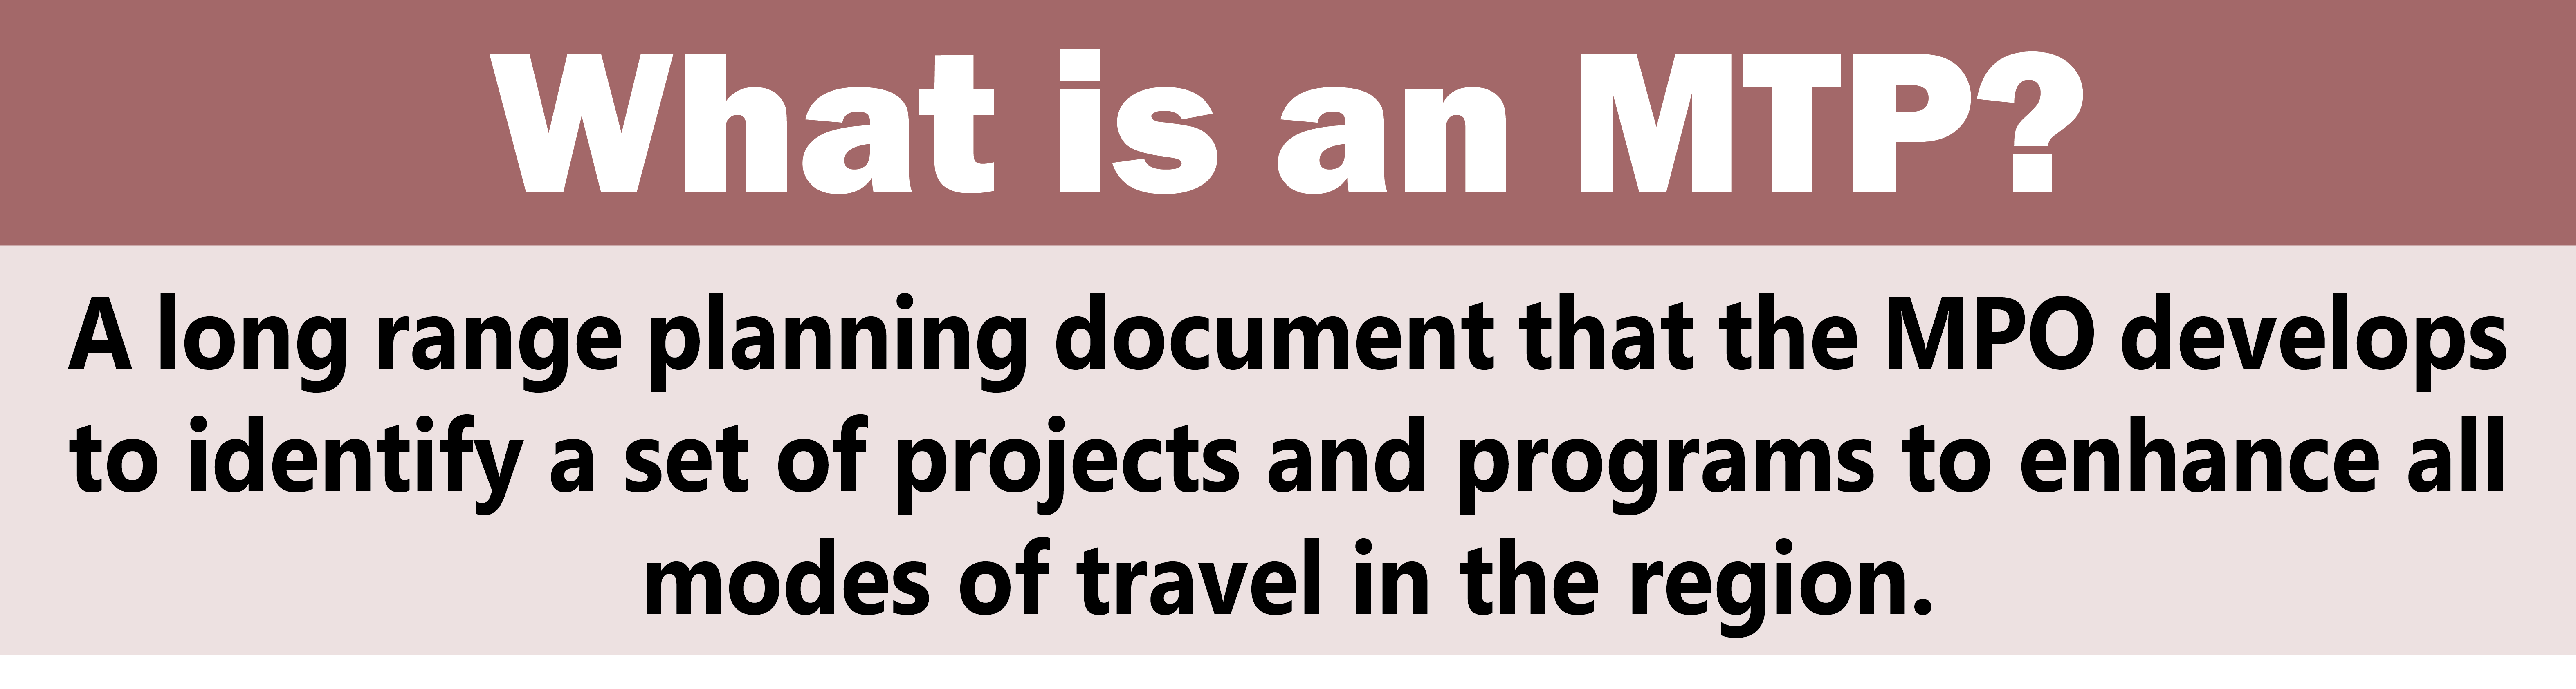 What is an MTP?
A long range planning document that the MPO develops
to identify a set of projects and programs to enhance all
modes of travel in the region.